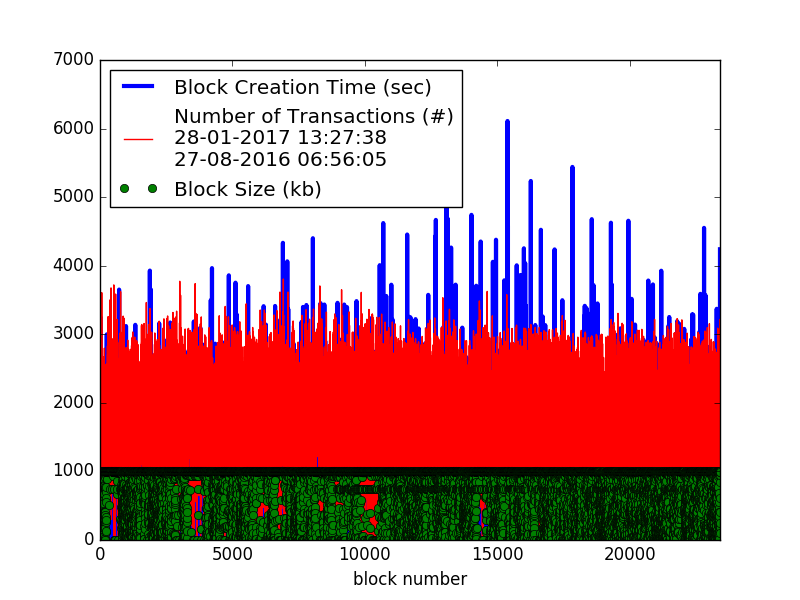 7000
6000
5000
4000
3000
2000
1000
0
Block Creation Time (sec)
Number of Transactions (#)
28-01-2017 13:27:38
27-08-2016 06:56:05
Block Size (kb)
0 5000 10000 15000 20000
block number